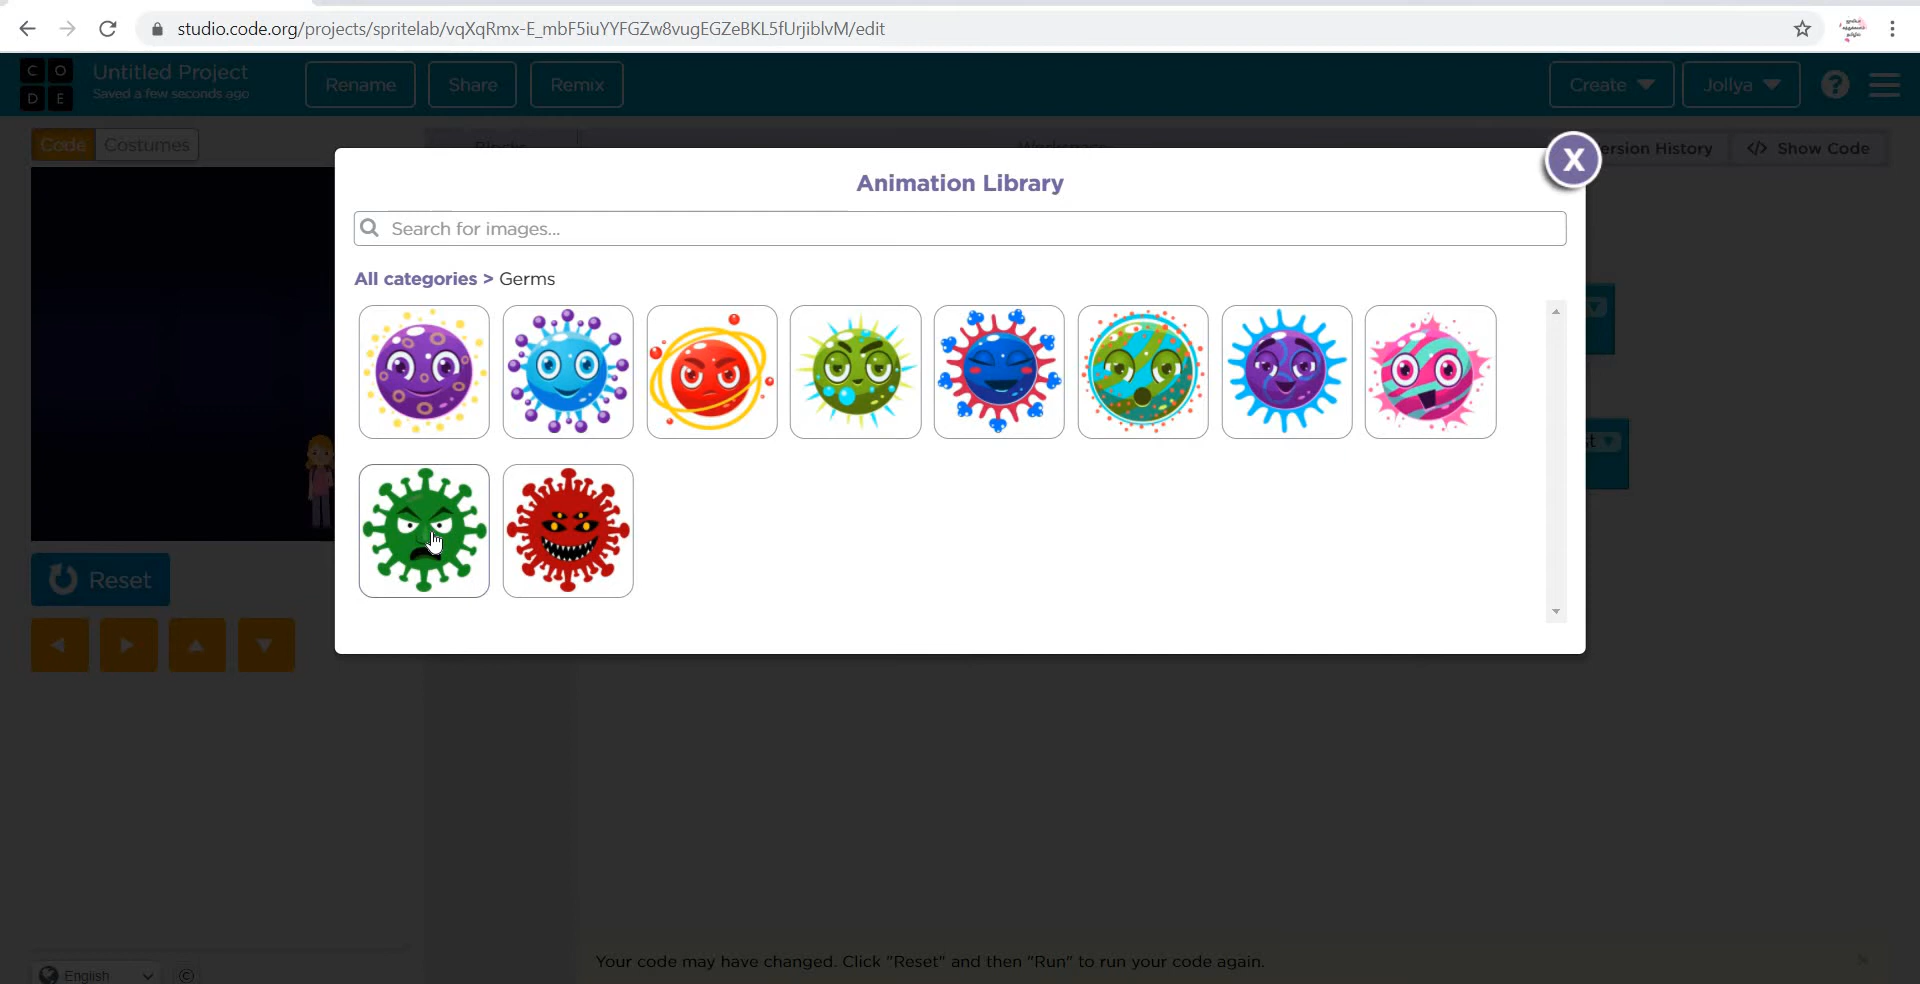 studio.code.org/projects/spritelab/vqXqRmx-E_mbF5iuYYFGZw8vugEGZeBKL5fUrjiblvM/edit
C O
D E
Untitled Project
Saved a few seconds ago
Rename
Share
Remix
Create
Jollya
?
Code
Costumes
Blocks
Workspace
ersion History
</> Show Code
X
Animation Library
Search for images...
All categories > Germs
Reset
English
©
Your code may have changed. Click "Reset" and then "Run" to run your code again.